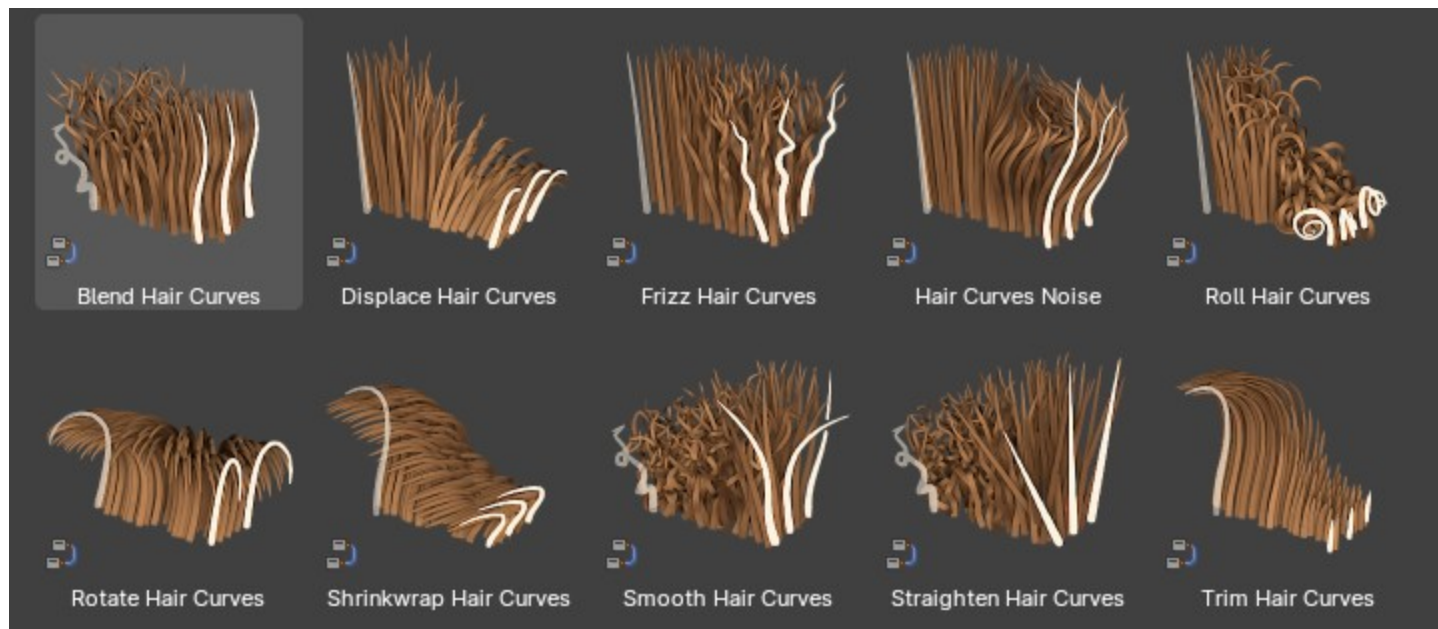 Blend Hair Curves
Displace Hair Curves
Frizz Hair Curves
Hair Curves Noise
Roll Hair Curves
Rotate Hair Curves
Shrinkwrap Hair Curves
Smooth Hair Curves
Straighten Hair Curves
Trim Hair Curves